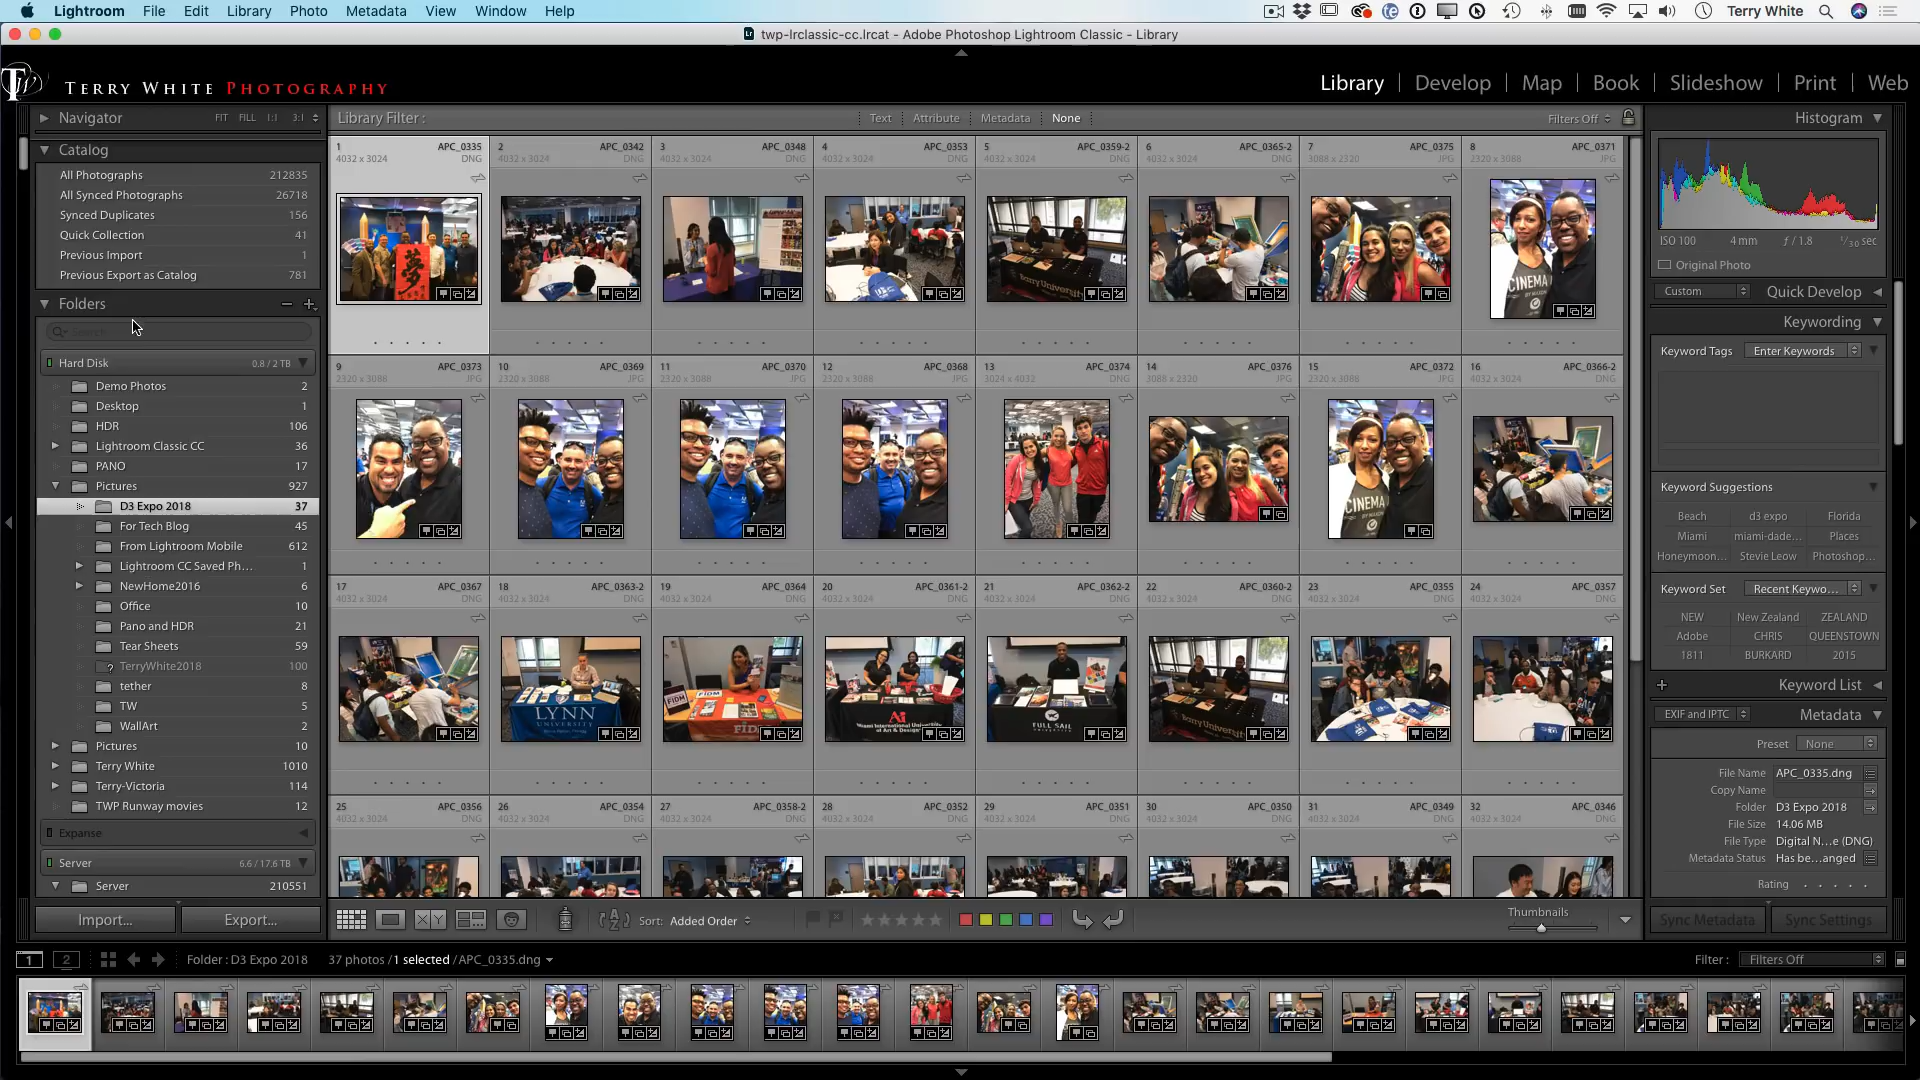 Lightroom File Edit Library Photo Metadata View Window Help Terry White
twp-lrclassic-cc.lrcat - Adobe Photoshop Lightroom Classic - Library
TERRY WHITE PHOTOGRAPHY
Library | Develop | Map | Book | Slideshow | Print | Web
Navigator FIT FILL 1:1 3:1
Catalog
All Photographs 212835
All Synced Photographs 26718
Synced Duplicates 156
Quick Collection 41
Previous Import 1
Previous Export as Catalog 781
Folders
Search
Hard Disk 0.8 / 2 TB
Demo Photos 2
Desktop 1
HDR 106
Lightroom Classic CC 36
PANO 17
Pictures 927
D3 Expo 2018 37
For Tech Blog 45
From Lightroom Mobile 612
Lightroom CC Saved Ph... 1
NewHome2016 6
Office 10
Pano and HDR 21
Tear Sheets 59
TerryWhite2018 100
tether 8
TW 5
WallArt 2
Pictures 10
Terry White 1010
Terry-Victoria 114
TWP Runway movies 12
Expanse
Server 6.6 / 17.6 TB
Server 210551
Import... Export...
Library Filter : Text Attribute Metadata None Filters Off
1 APC_0335 2 APC_0342 3 APC_0348 4 APC_0353 5 APC_0359-2 6 APC_0365-2 7 APC_0375 8 APC_0371
4032 x 3024 DNG 4032 x 3024 DNG 4032 x 3024 DNG 4032 x 3024 DNG 4032 x 3024 DNG 4032 x 3024 DNG 3088 x 2320 JPG 2320 x 3088 JPG
CINEMA
9 APC_0373 10 APC_0369 11 APC_0370 12 APC_0368 13 APC_0374 14 APC_0376 15 APC_0372 16 APC_0366-2
2320 x 3088 JPG 2320 x 3088 JPG 2320 x 3088 JPG 2320 x 3088 JPG 3024 x 4032 DNG 3088 x 2320 JPG 2320 x 3088 JPG 4032 x 3024 DNG
CINEMA
17 APC_0367 18 APC_0363-2 19 APC_0364 20 APC_0361-2 21 APC_0362-2 22 APC_0360-2 23 APC_0355 24 APC_0357
4032 x 3024 DNG 4032 x 3024 DNG 4032 x 3024 DNG 4032 x 3024 DNG 4032 x 3024 DNG 4032 x 3024 DNG 4032 x 3024 DNG 4032 x 3024 DNG
LYNN UNIVERSITY
FIDM
Ai
FULL SAIL
25 APC_0356 26 APC_0354 27 APC_0358-2 28 APC_0352 29 APC_0351 30 APC_0350 31 APC_0349 32 APC_0346
4032 x 3024 DNG 4032 x 3024 DNG 4032 x 3024 DNG 4032 x 3024 DNG 4032 x 3024 DNG 4032 x 3024 DNG 4032 x 3024 DNG 4032 x 3024 DNG
Sort: Added Order Thumbnails
Histogram
ISO 100 4 mm ƒ / 1.8 1/30 sec
Original Photo
Custom Quick Develop
Keywording
Keyword Tags Enter Keywords
Keyword Suggestions
Beach d3 expo Florida
Miami miami-dade... Places
Honeymoon... Stevie Leow Photoshop...
Keyword Set Recent Keywo...
NEW New Zealand ZEALAND
Adobe CHRIS QUEENSTOWN
1811 BURKARD 2015
Keyword List
EXIF and IPTC Metadata
Preset None
File Name APC_0335.dng
Copy Name
Folder D3 Expo 2018
File Size 14.06 MB
File Type Digital N...e (DNG)
Metadata Status Has be...anged
Rating
Sync Metadata Sync Settings
1 2 Folder : D3 Expo 2018 37 photos / 1 selected / APC_0335.dng Filter : Filters Off